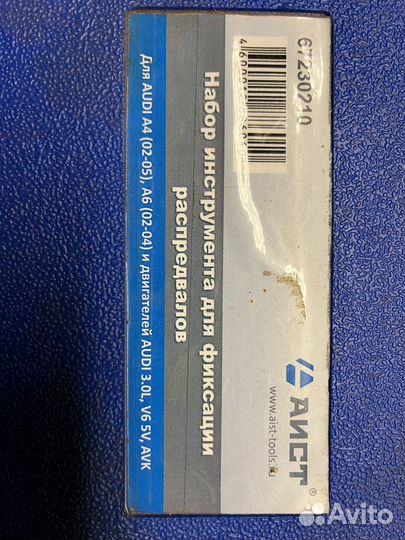 67230210
АИСТ®
www.aist-tools.ru
Набор инструмента для фиксации
распредвалов
Для AUDI A4 (02-05), A6 (02-04) и двигателей AUDI 3.0L, V6 5V, AVK
Avito